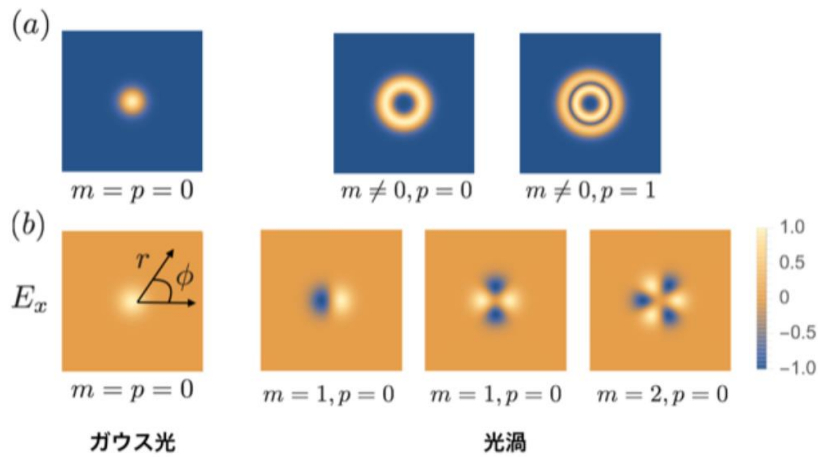 (a)
m = p = 0
m ≠ 0, p = 0
m ≠ 0, p = 1
(b)
E_x
r
ϕ
1.0
0.5
0
−0.5
−1.0
m = p = 0
m = 1, p = 0
m = 1, p = 0
m = 2, p = 0
ガウス光
光渦